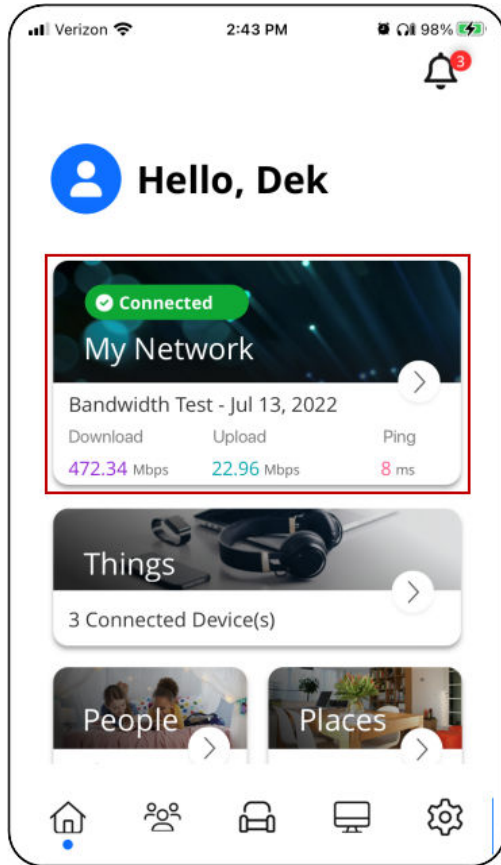 Verizon 2:43 PM 98%
3
Hello, Dek
Connected
My Network
Bandwidth Test - Jul 13, 2022
Download Upload Ping
472.34 Mbps 22.96 Mbps 8 ms
Things
3 Connected Device(s)
People Places